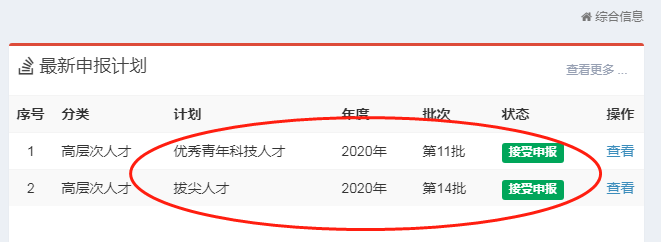 综合信息
最新申报计划 查看更多 ...
序号 分类 计划 年度 批次 状态 操作
1 高层次人才 优秀青年科技人才 2020年 第11批 接受申报 查看
2 高层次人才 拔尖人才 2020年 第14批 接受申报 查看